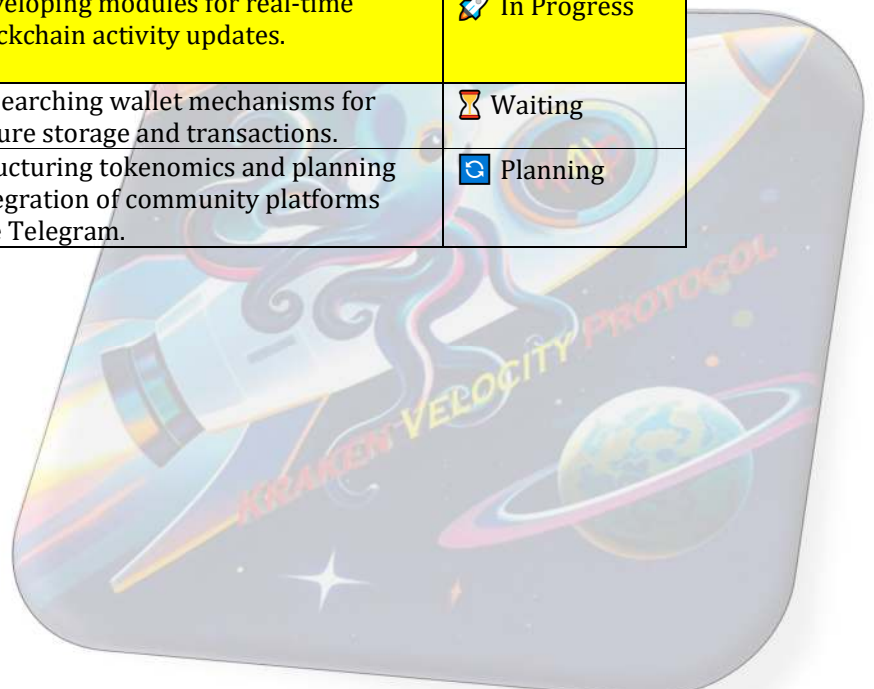 veloping modules for real-time
🚀 In Progress
ckchain activity updates.
earching wallet mechanisms for
⌛ Waiting
ure storage and transactions.
ucturing tokenomics and planning
🔄 Planning
egration of community platforms
e Telegram.
KRAKEN VELOCITY PROTOCOL